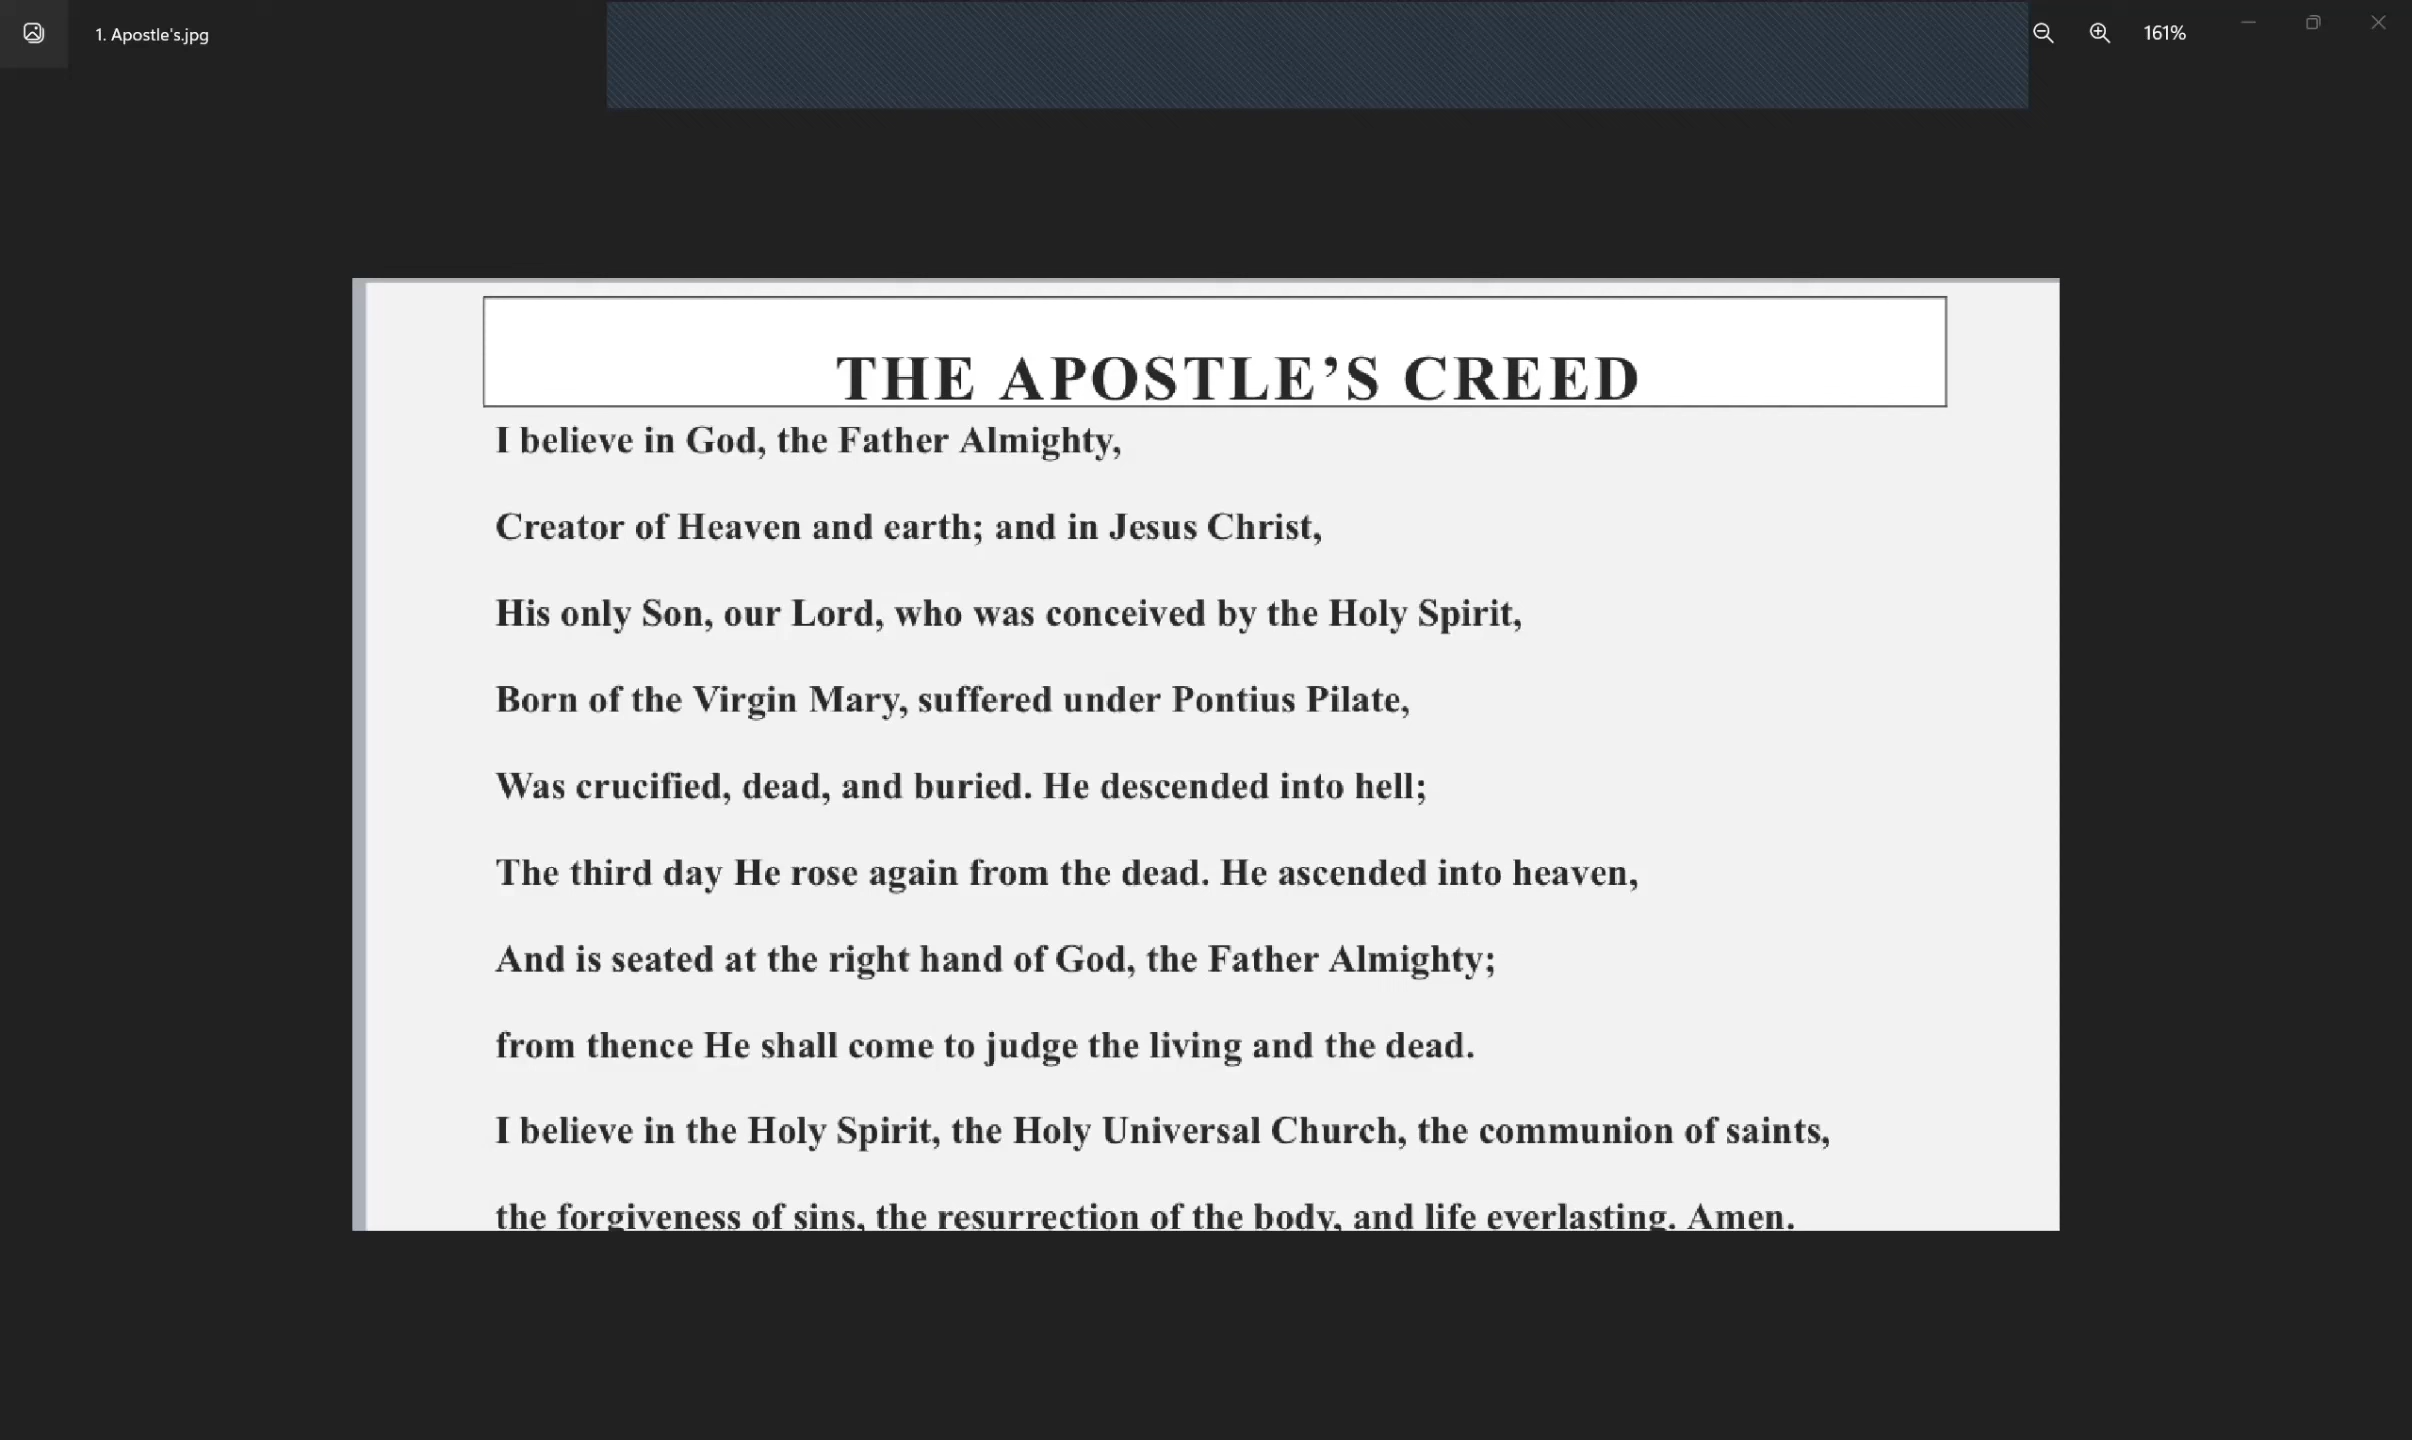 1. Apostle's.jpg
161%
THE APOSTLE’S CREED
I believe in God, the Father Almighty,
Creator of Heaven and earth; and in Jesus Christ,
His only Son, our Lord, who was conceived by the Holy Spirit,
Born of the Virgin Mary, suffered under Pontius Pilate,
Was crucified, dead, and buried. He descended into hell;
The third day He rose again from the dead. He ascended into heaven,
And is seated at the right hand of God, the Father Almighty;
from thence He shall come to judge the living and the dead.
I believe in the Holy Spirit, the Holy Universal Church, the communion of saints,
the forgiveness of sins, the resurrection of the body, and life everlasting. Amen.